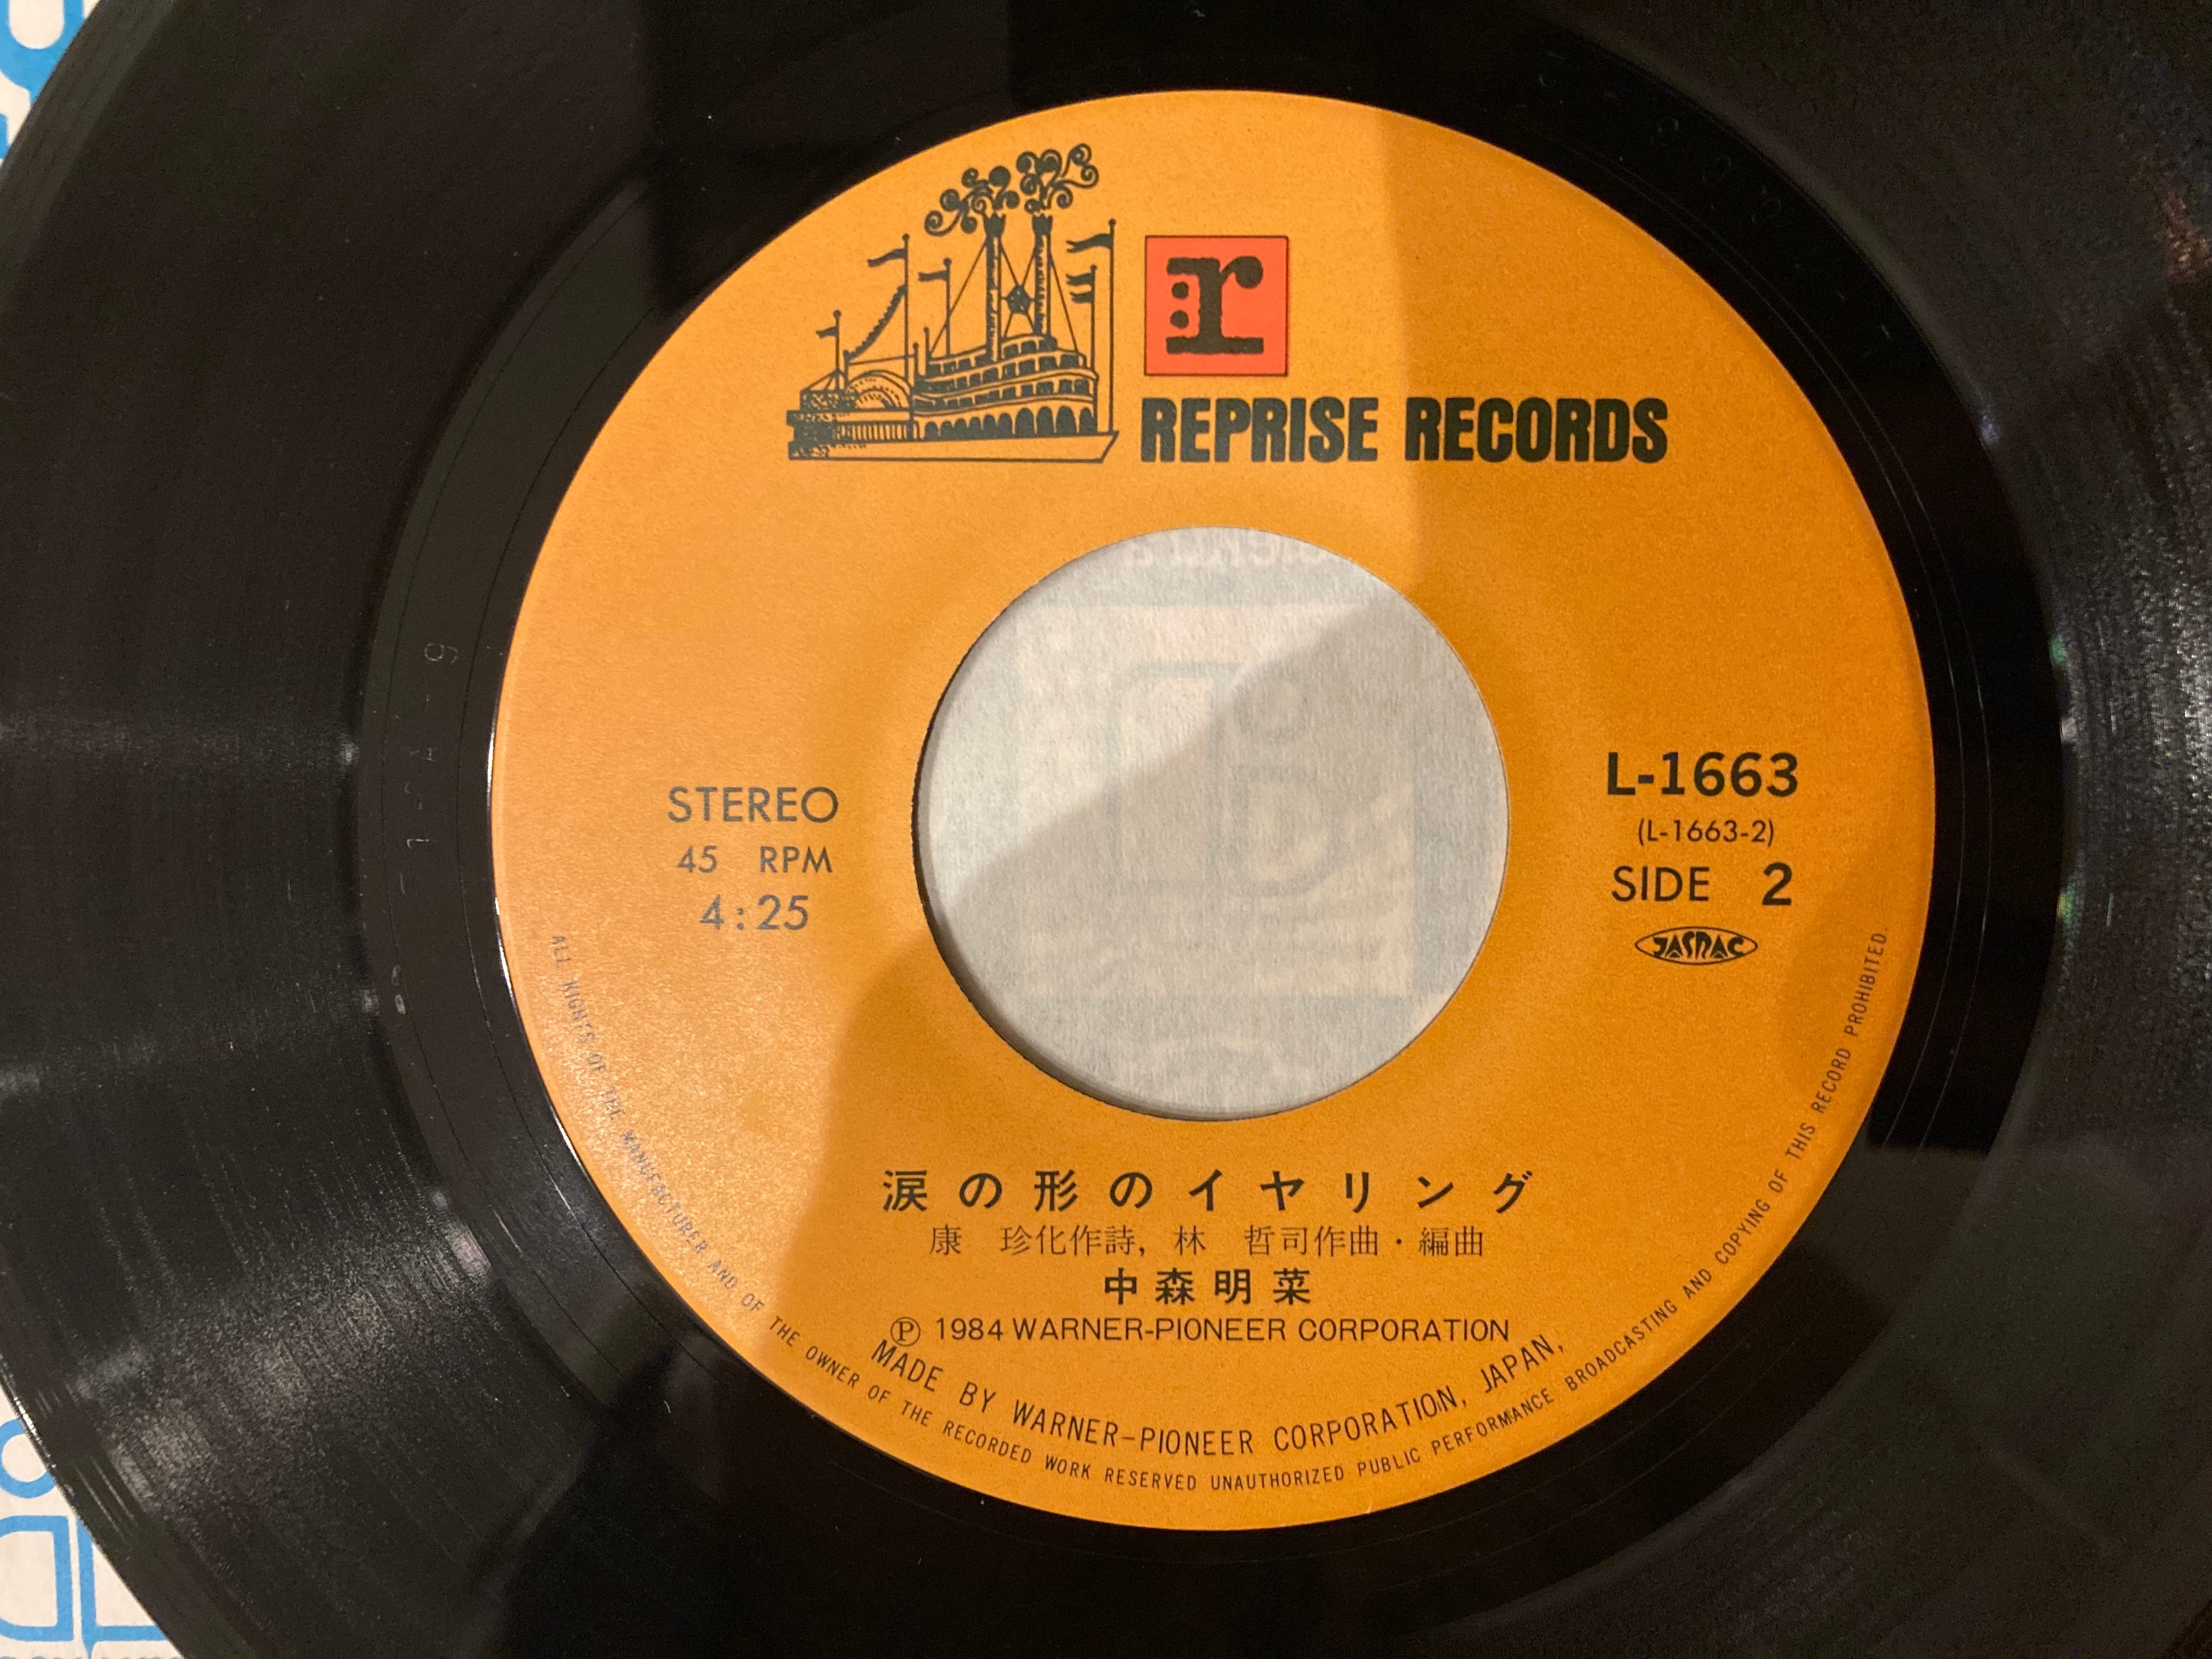 r
REPRISE RECORDS
STEREO
45 RPM
4:25
L-1663
(L-1663-2)
SIDE 2
JASRAC
涙の形のイヤリング
康 珍化作詩, 林 哲司作曲・編曲
中森明菜
Ⓟ 1984 WARNER-PIONEER CORPORATION
MADE BY WARNER-PIONEER CORPORATION, JAPAN,
ALL RIGHTS OF THE MANUFACTURER AND OF THE OWNER OF THE RECORDED WORK RESERVED UNAUTHORIZED PUBLIC PERFORMANCE BROADCASTING AND COPYING OF THIS RECORD PROHIBITED.